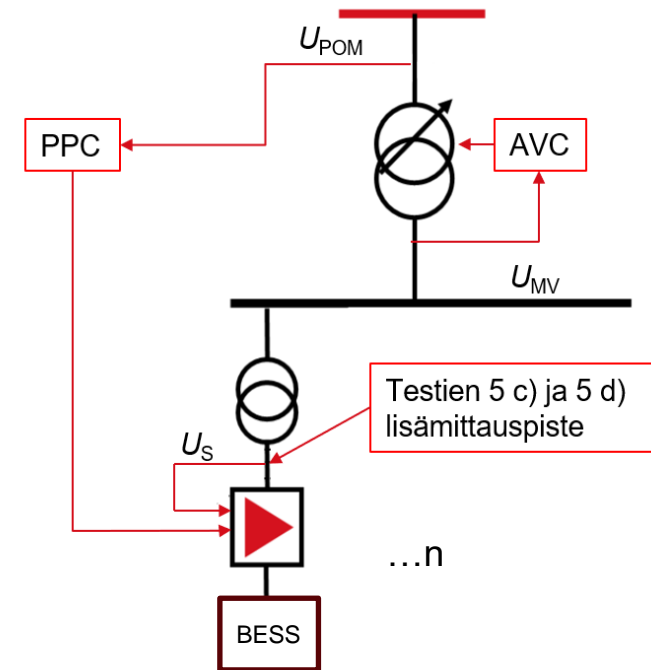 UPOM
PPC
AVC
UMV
Testien 5 c) ja 5 d)
lisämittauspiste
US
...n
BESS